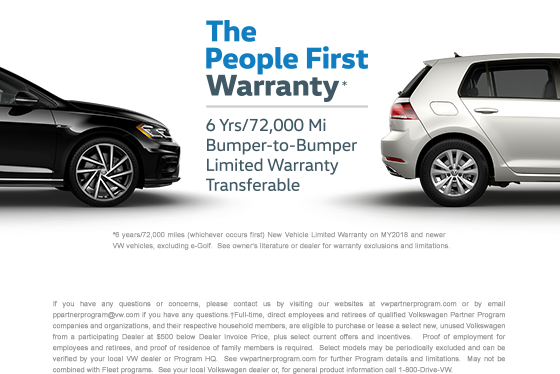 The
People First
Warranty*
6 Yrs/72,000 Mi
Bumper-to-Bumper
Limited Warranty
Transferable
*6 years/72,000 miles (whichever occurs first) New Vehicle Limited Warranty on MY2018 and newer
VW vehicles, excluding e-Golf. See owner's literature or dealer for warranty exclusions and limitations.
If you have any questions or concerns, please contact us by visiting our websites at vwpartnerprogram.com or by email
ppartnerprogram@vw.com if you have any questions.†Full-time, direct employees and retirees of qualified Volkswagen Partner Program
companies and organizations, and their respective household members, are eligible to purchase or lease a select new, unused Volkswagen
from a participating Dealer at $500 below Dealer Invoice Price, plus select current offers and incentives. Proof of employment for
employees and retirees, and proof of residence of family members is required. Select models may be periodically excluded and can be
verified by your local VW dealer or Program HQ. See vwpartnerprogram.com for further Program details and limitations. May not be
combined with Fleet programs. See your local Volkswagen dealer or, for general product information call 1-800-Drive-VW.